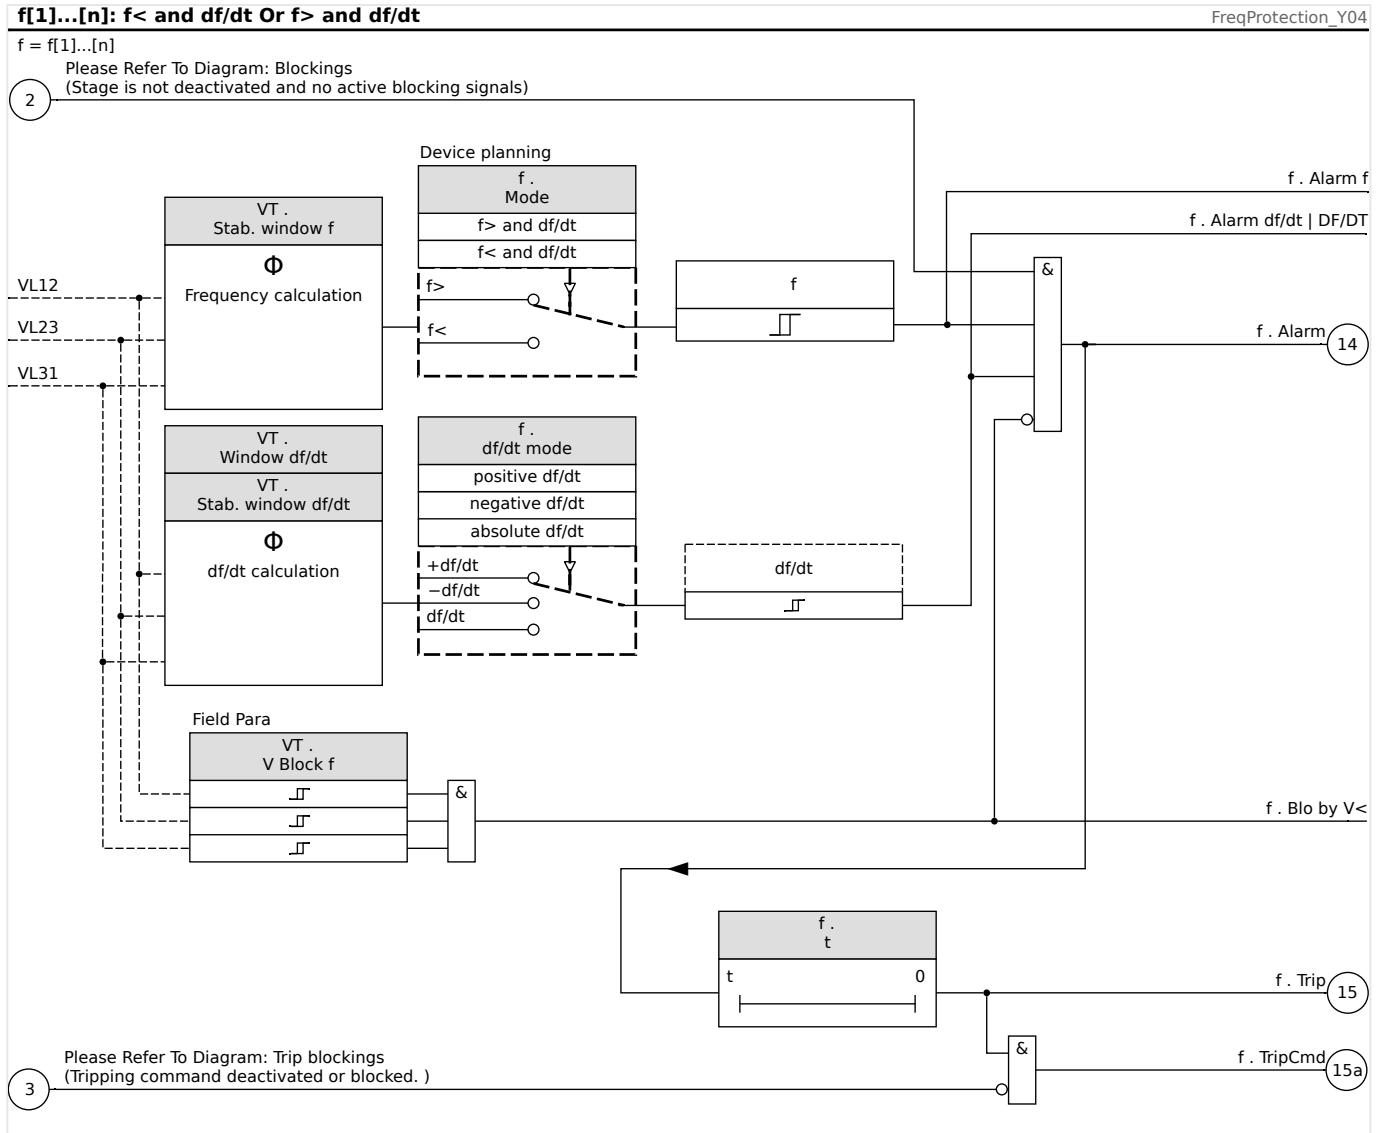 f[1]...[n]: f< and df/dt Or f> and df/dt
FreqProtection_Y04
f = f[1]...[n]
Please Refer To Diagram: Blockings
(Stage is not deactivated and no active blocking signals)
2
Device planning
f .
Mode
f> and df/dt
f< and df/dt
f>
f<
VT .
Stab. window f
Φ
Frequency calculation
VL12
VL23
VL31
f
f . Alarm f
f . Alarm df/dt | DF/DT
&
f . Alarm
14
VT .
Window df/dt
VT .
Stab. window df/dt
Φ
df/dt calculation
f .
df/dt mode
positive df/dt
negative df/dt
absolute df/dt
+df/dt
−df/dt
df/dt
df/dt
Field Para
VT .
V Block f
&
f . Blo by V<
f .
t
t
0
f . Trip
15
Please Refer To Diagram: Trip blockings
(Tripping command deactivated or blocked. )
3
&
f . TripCmd
15a